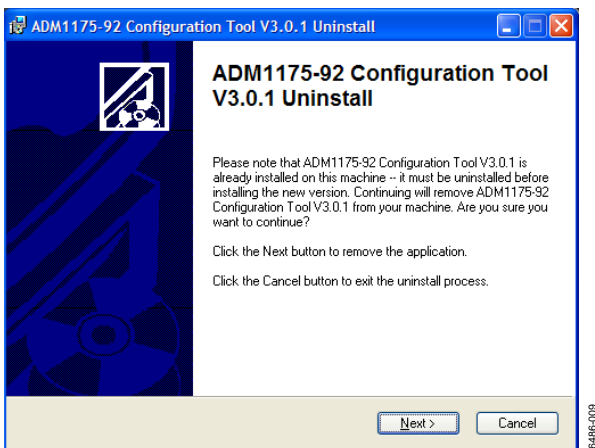 ADM1175-92 Configuration Tool V3.0.1 Uninstall
ADM1175-92 Configuration Tool
V3.0.1 Uninstall
Please note that ADM1175-92 Configuration Tool V3.0.1 is
already installed on this machine -- it must be uninstalled before
installing the new version. Continuing will remove ADM1175-92
Configuration Tool V3.0.1 from your machine. Are you sure you
want to continue?
Click the Next button to remove the application.
Click the Cancel button to exit the uninstall process.
Next >
Cancel